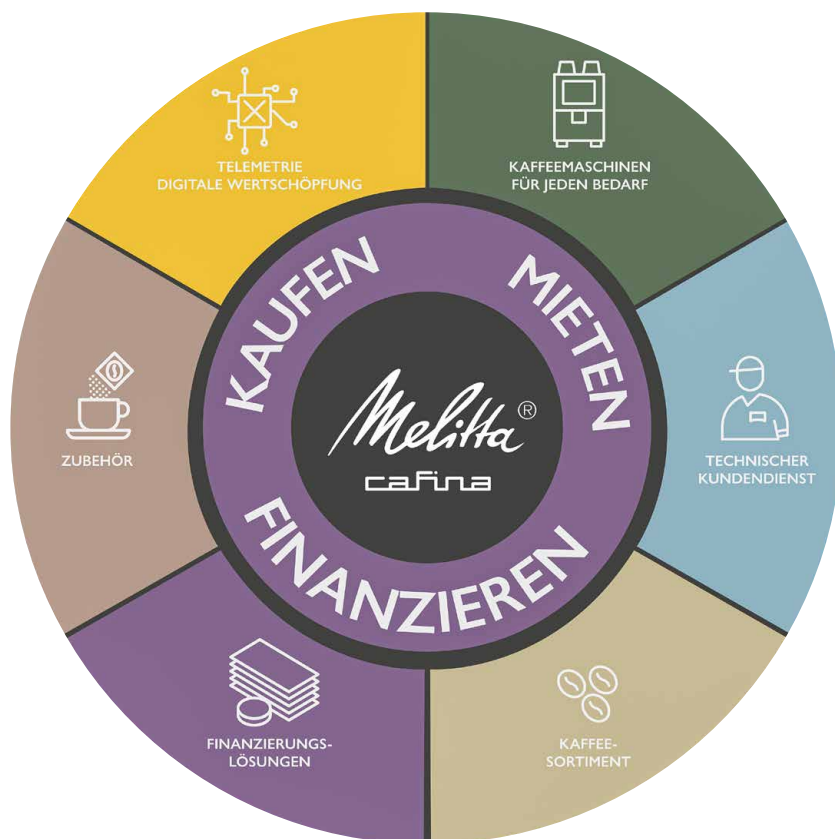 TELEMETRIE
DIGITALE WERTSCHÖPFUNG
KAFFEEMASCHINEN
FÜR JEDEN BEDARF
KAUFEN
MIETEN
Melitta®
cafina
FINANZIEREN
ZUBEHÖR
TECHNISCHER
KUNDENDIENST
FINANZIERUNGS-
LÖSUNGEN
KAFFEE-
SORTIMENT